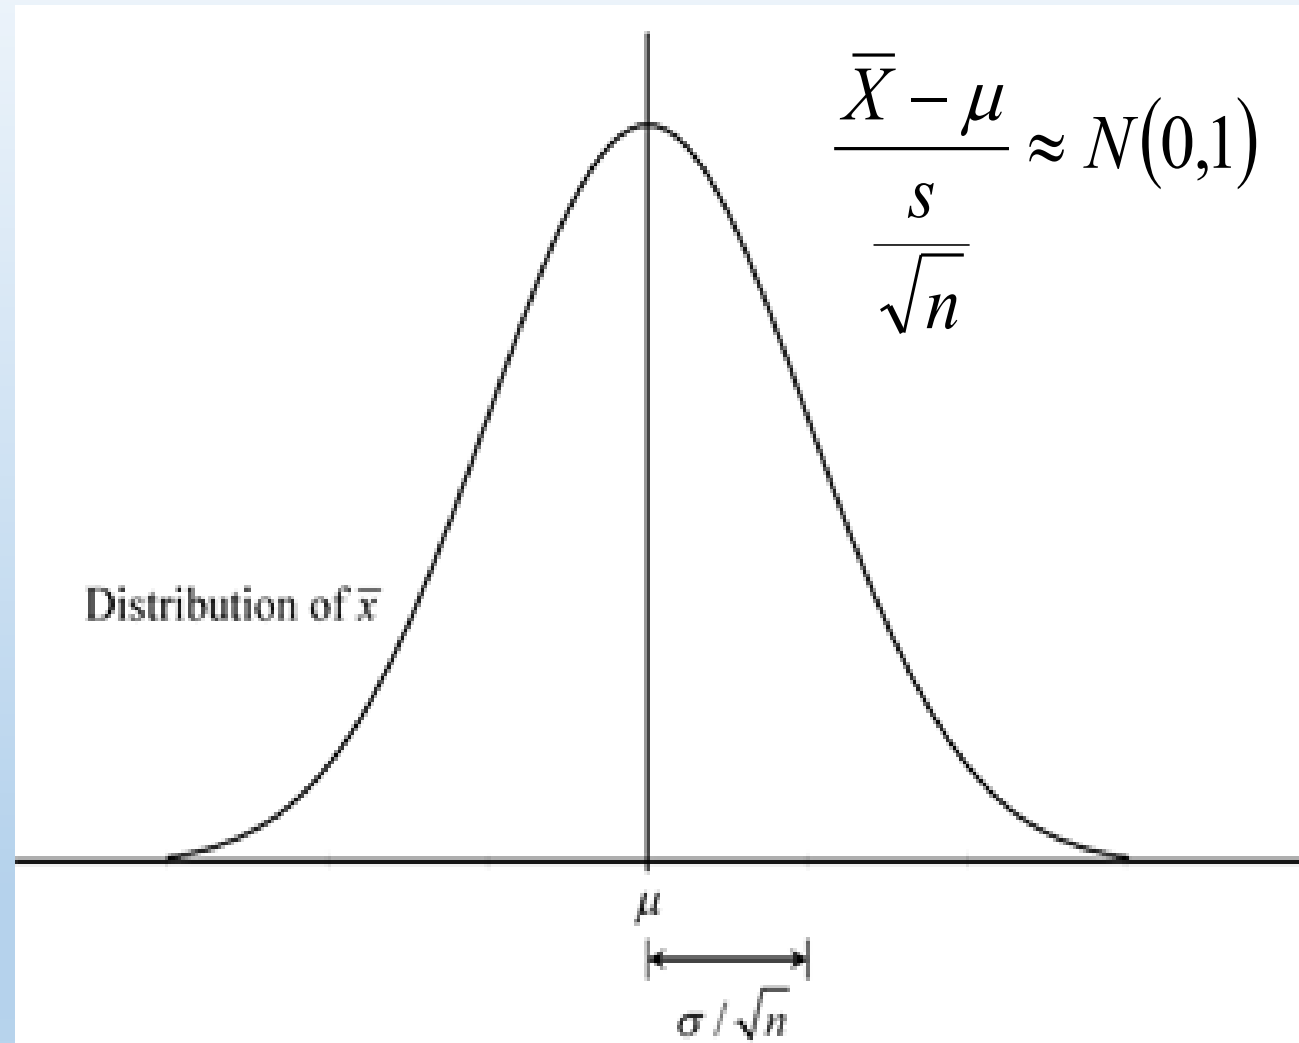 X̄ − μ
s
√n
≈ N(0,1)
Distribution of x̄
μ
σ / √n